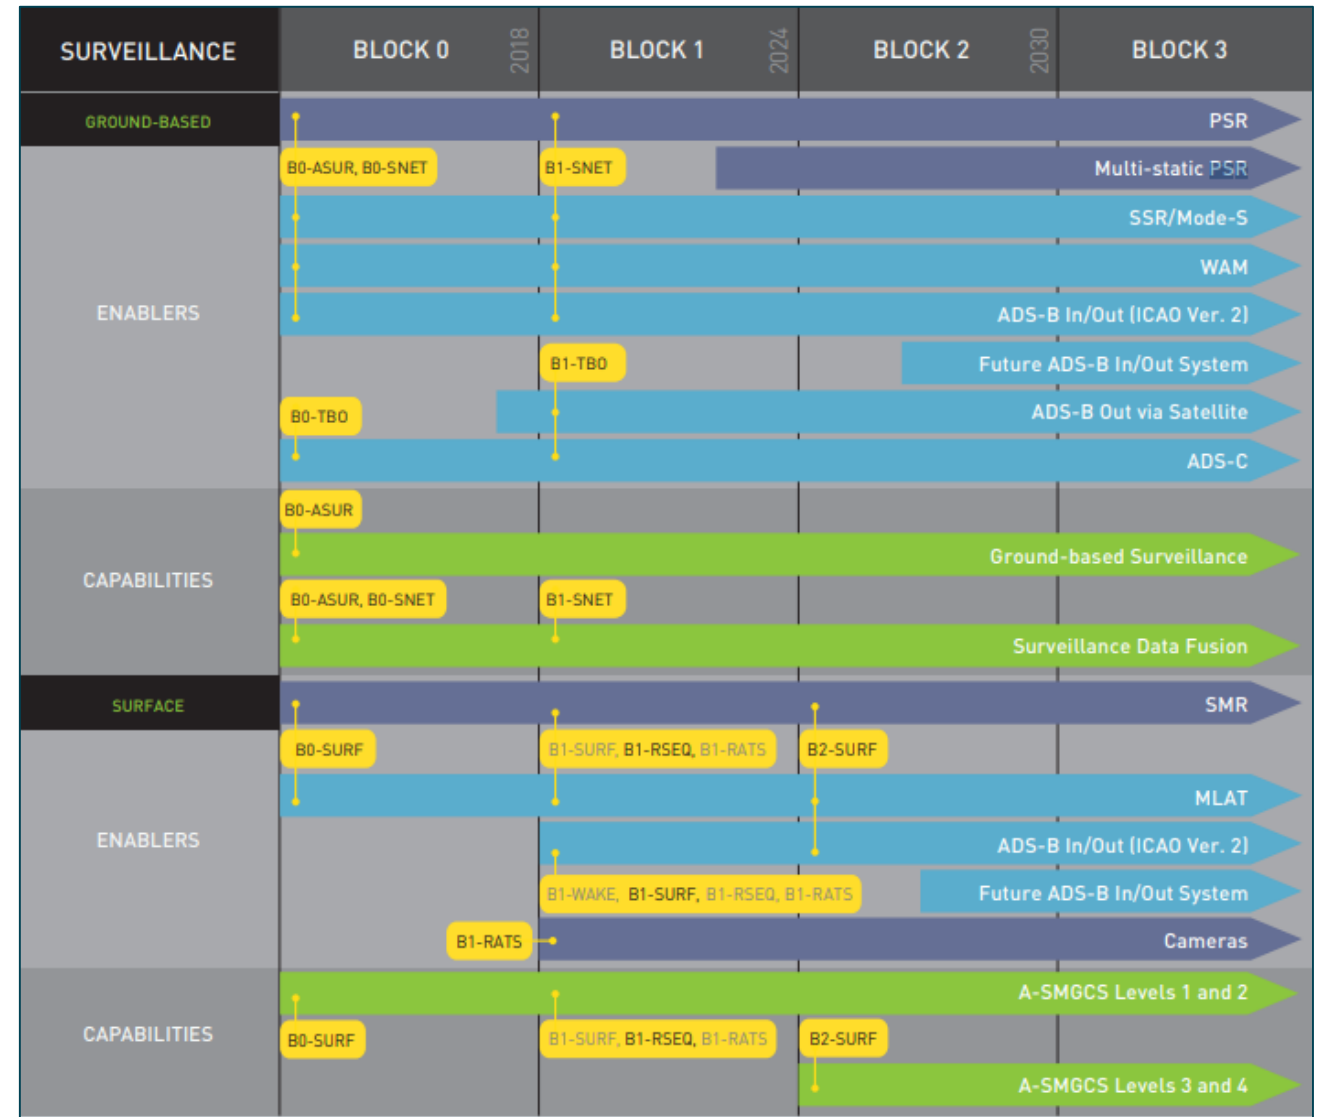 SURVEILLANCE BLOCK 0 2018 BLOCK 1 2024 BLOCK 2 2030 BLOCK 3
GROUND-BASED PSR
B0-ASUR, B0-SNET B1-SNET Multi-static PSR
SSR/Mode-S
WAM
ENABLERS ADS-B In/Out (ICAO Ver. 2)
B1-TBO Future ADS-B In/Out System
B0-TBO ADS-B Out via Satellite
ADS-C
B0-ASUR
Ground-based Surveillance
CAPABILITIES
B0-ASUR, B0-SNET B1-SNET
Surveillance Data Fusion
SURFACE SMR
B0-SURF B1-SURF, B1-RSEQ, B1-RATS B2-SURF
MLAT
ENABLERS ADS-B In/Out (ICAO Ver. 2)
B1-WAKE, B1-SURF, B1-RSEQ, B1-RATS Future ADS-B In/Out System
B1-RATS Cameras
A-SMGCS Levels 1 and 2
CAPABILITIES B0-SURF B1-SURF, B1-RSEQ, B1-RATS B2-SURF
A-SMGCS Levels 3 and 4